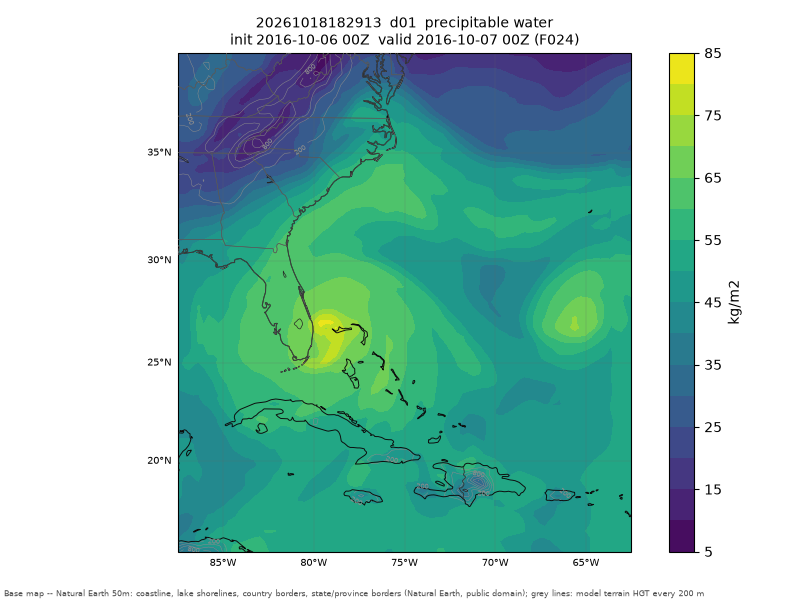 20261018182913 d01 precipitable water
init 2016-10-06 00Z valid 2016-10-07 00Z (F024)
35°N
30°N
25°N
20°N
85°W
80°W
75°W
70°W
65°W
85
75
65
55
45
35
25
15
5
kg/m2
Base map -- Natural Earth 50m: coastline, lake shorelines, country borders, state/province borders (Natural Earth, public domain); grey lines: model terrain HGT every 200 m